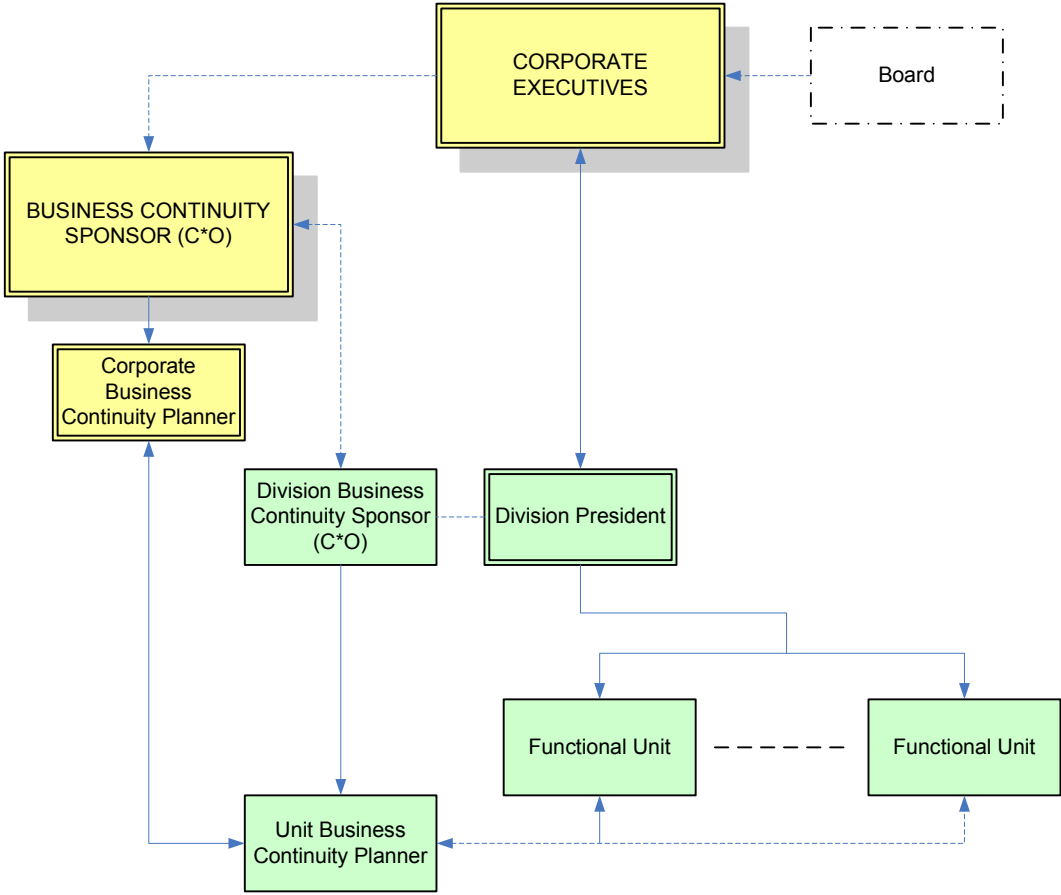 CORPORATE
EXECUTIVES
Board
BUSINESS CONTINUITY
SPONSOR (C*O)
Corporate
Business
Continuity Planner
Division Business
Continuity Sponsor
(C*O)
Division President
Functional Unit
Functional Unit
Unit Business
Continuity Planner